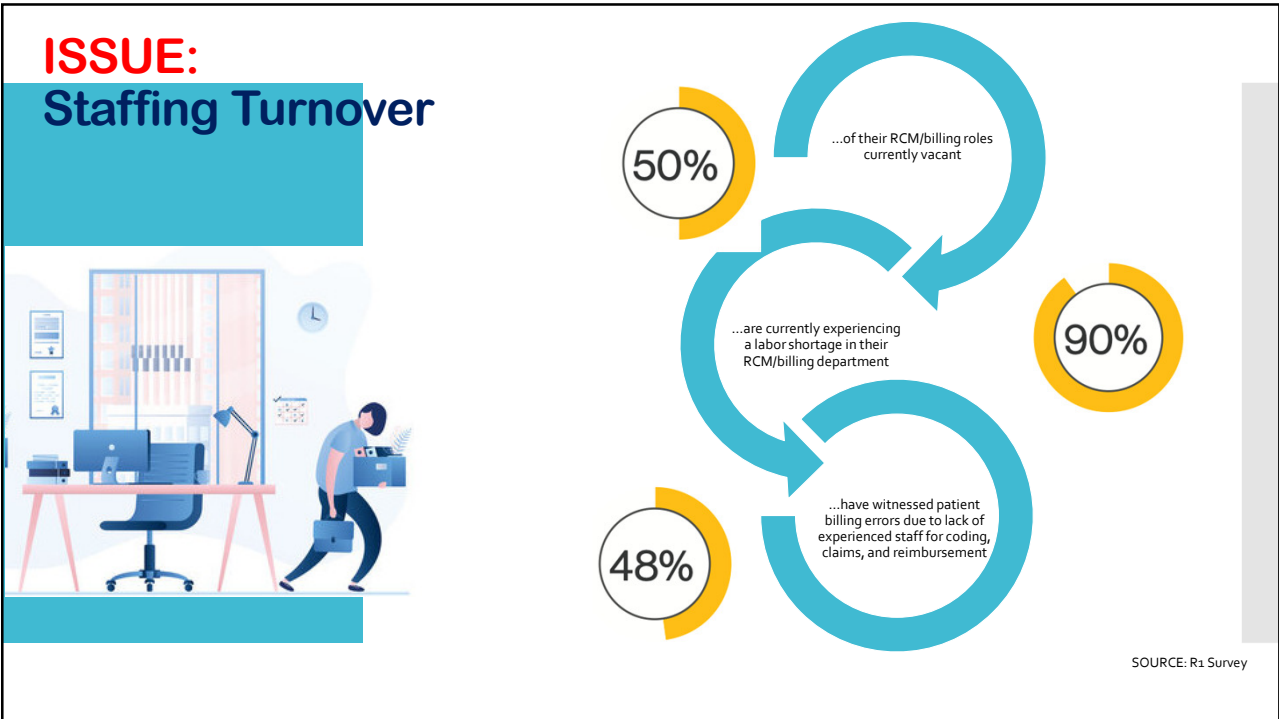 ISSUE:
Staffing Turnover
50%
...of their RCM/billing roles
currently vacant
...are currently experiencing
a labor shortage in their
RCM/billing department
90%
48%
...have witnessed patient
billing errors due to lack of
experienced staff for coding,
claims, and reimbursement
SOURCE: R1 Survey